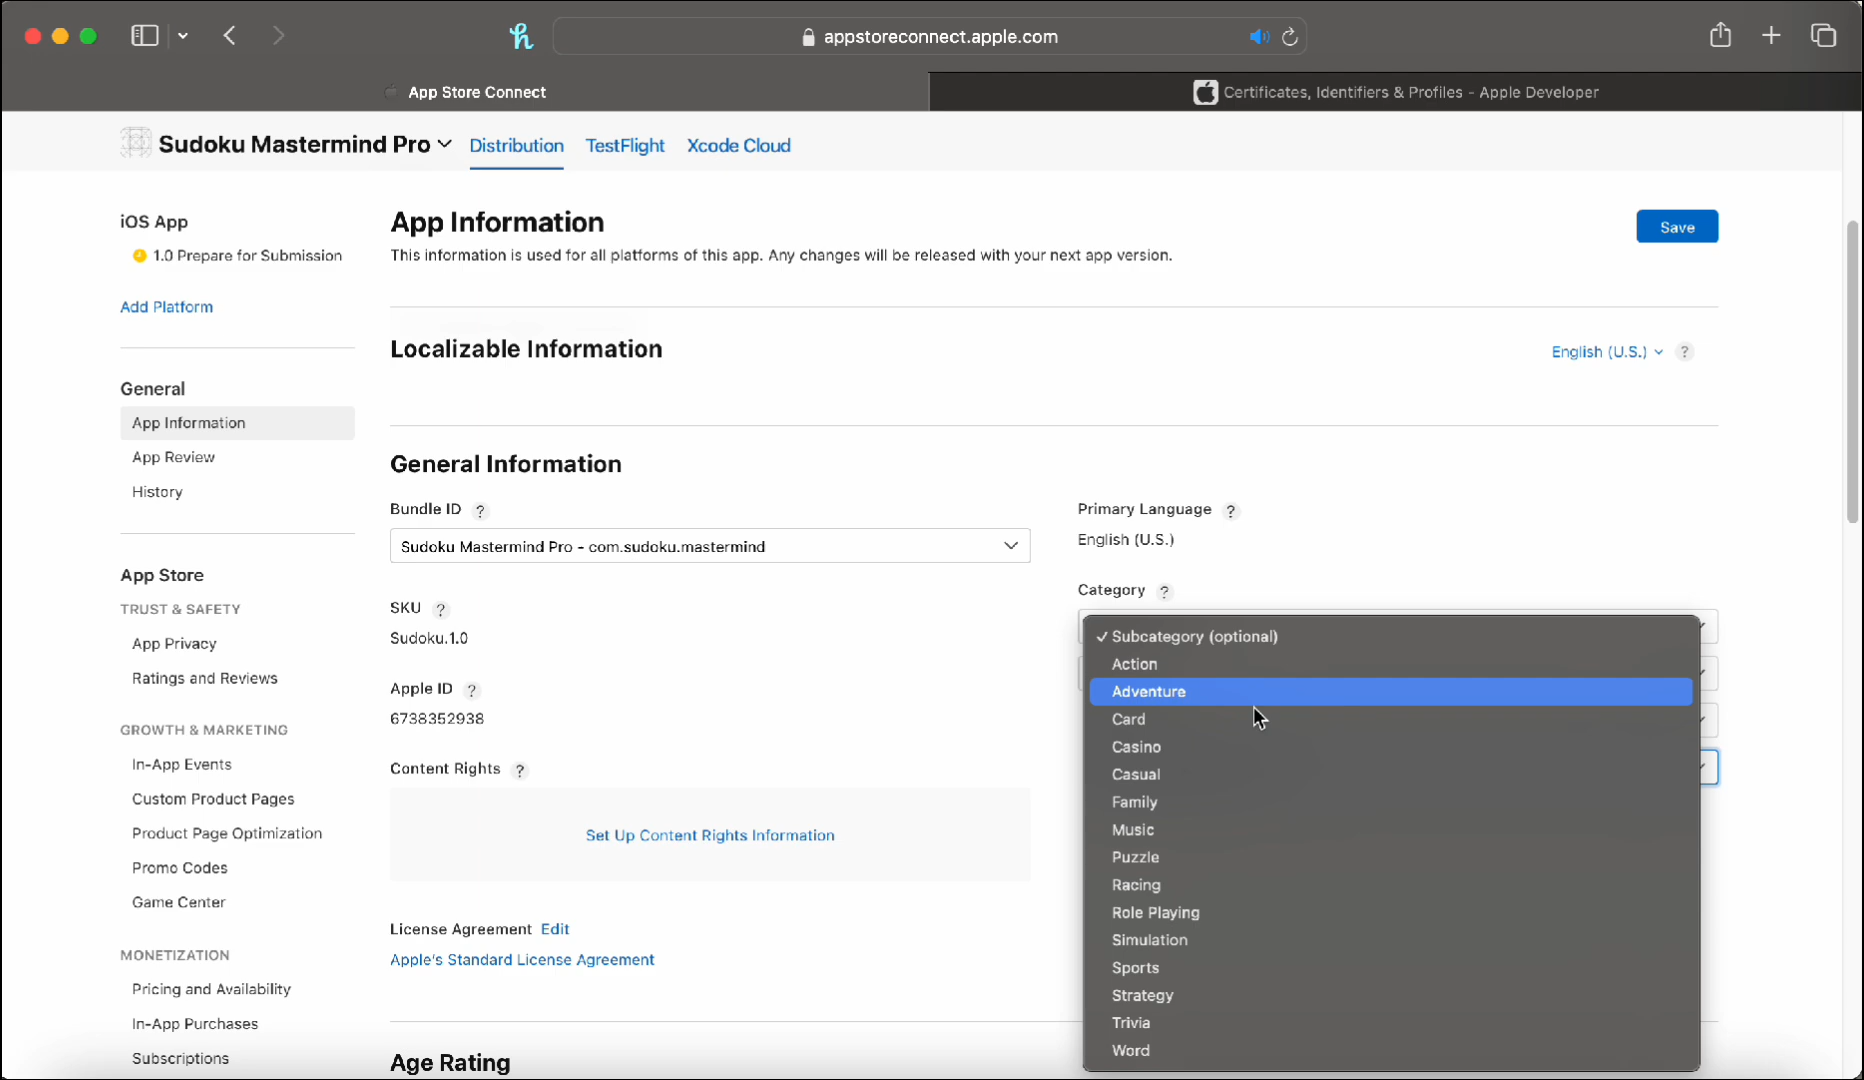 appstoreconnect.apple.com
App Store Connect
Certificates, Identifiers & Profiles - Apple Developer
Sudoku Mastermind Pro
Distribution
TestFlight
Xcode Cloud
iOS App
1.0 Prepare for Submission
Add Platform
General
App Information
App Review
History
App Store
TRUST & SAFETY
App Privacy
Ratings and Reviews
GROWTH & MARKETING
In-App Events
Custom Product Pages
Product Page Optimization
Promo Codes
Game Center
MONETIZATION
Pricing and Availability
In-App Purchases
Subscriptions
App Information
Save
This information is used for all platforms of this app. Any changes will be released with your next app version.
Localizable Information
English (U.S.)
?
General Information
Bundle ID ?
Sudoku Mastermind Pro - com.sudoku.mastermind
SKU ?
Sudoku.1.0
Apple ID ?
6738352938
Content Rights ?
Set Up Content Rights Information
License Agreement Edit
Apple's Standard License Agreement
Age Rating
Primary Language ?
English (U.S.)
Category ?
✓ Subcategory (optional)
Action
Adventure
Card
Casino
Casual
Family
Music
Puzzle
Racing
Role Playing
Simulation
Sports
Strategy
Trivia
Word